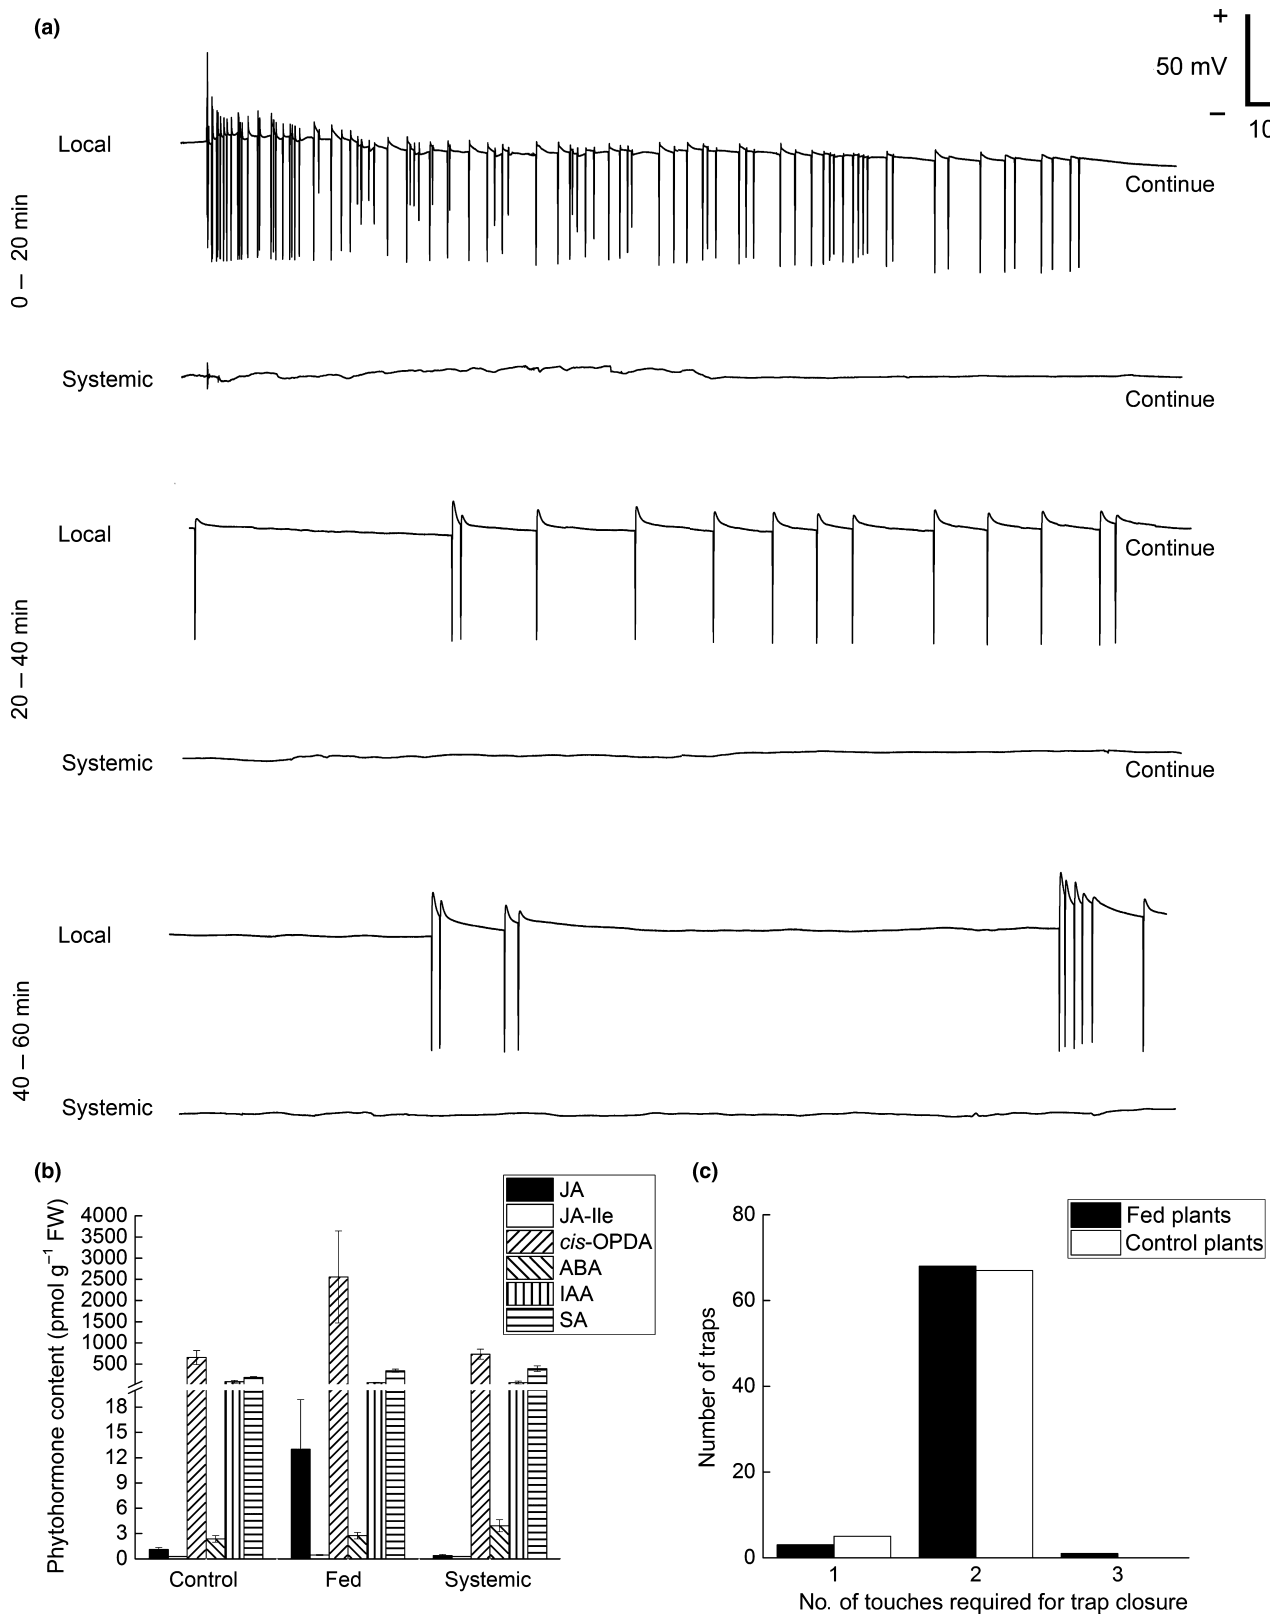 (a)
+
50 mV
–
10
0 – 20 min
Local
Continue
Systemic
Continue
20 – 40 min
Local
Continue
Systemic
Continue
40 – 60 min
Local
Systemic
(b)
Phytohormone content (pmol g⁻¹ FW)
4000
3500
3000
2500
2000
1500
1000
500
18
15
12
9
6
3
0
JA
JA-Ile
cis-OPDA
ABA
IAA
SA
Control Fed Systemic
(c)
Number of traps
80
60
40
20
0
Fed plants
Control plants
1 2 3
No. of touches required for trap closure